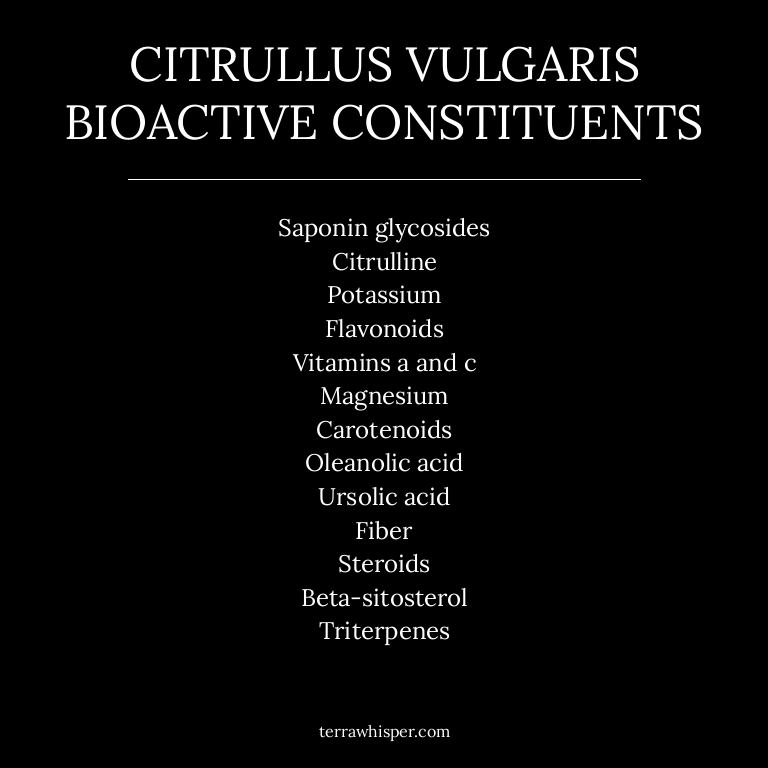 CITRULLUS VULGARIS
BIOACTIVE CONSTITUENTS
Saponin glycosides
Citrulline
Potassium
Flavonoids
Vitamins a and c
Magnesium
Carotenoids
Oleanolic acid
Ursolic acid
Fiber
Steroids
Beta-sitosterol
Triterpenes
terrawhisper.com